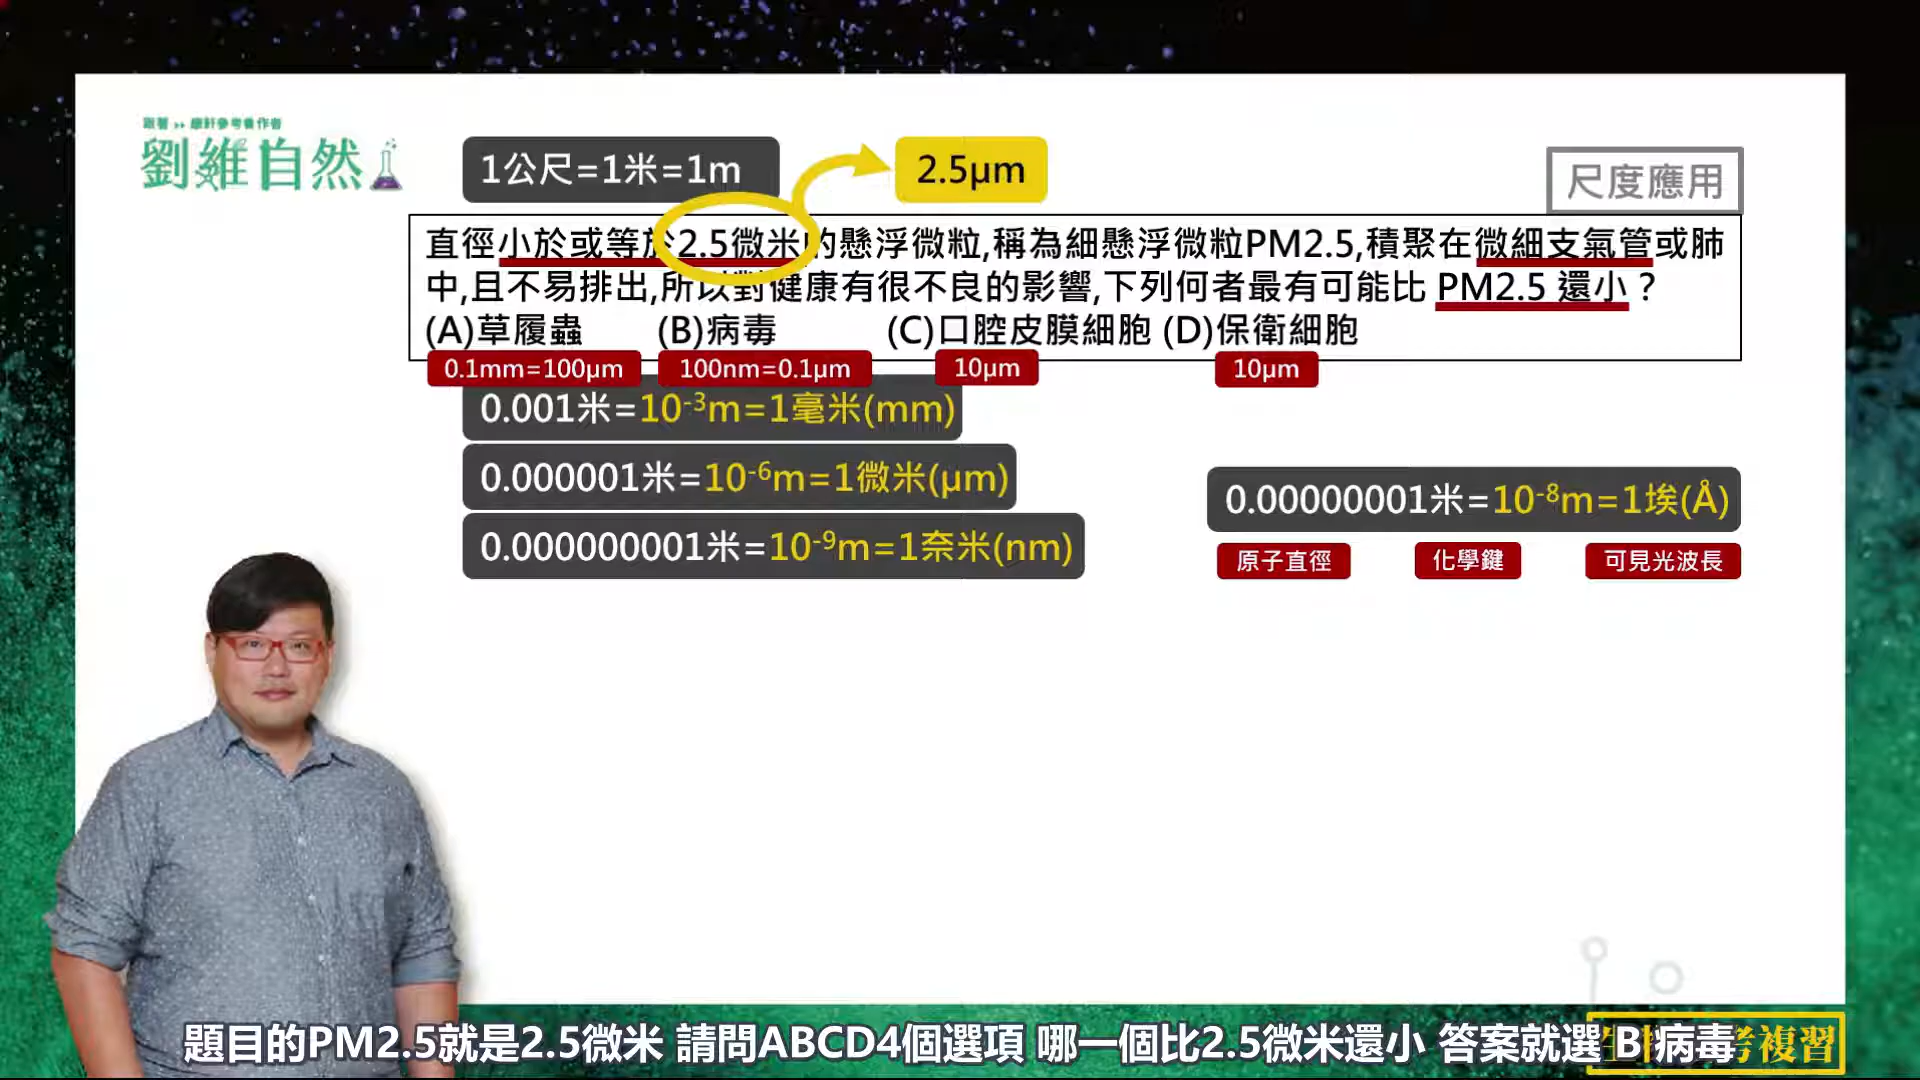 跟著 ▸▸ 康軒參考書作者
劉維自然
1公尺=1米=1m
2.5μm
尺度應用
直徑小於或等於2.5微米的懸浮微粒,稱為細懸浮微粒PM2.5,積聚在微細支氣管或肺
中,且不易排出,所以對健康有很不良的影響,下列何者最有可能比 PM2.5 還小？
(A)草履蟲 (B)病毒 (C)口腔皮膜細胞 (D)保衛細胞
0.1mm=100μm 100nm=0.1μm 10μm 10μm
0.001米=10⁻³m=1毫米(mm)
0.000001米=10⁻⁶m=1微米(μm)
0.00000001米=10⁻⁸m=1埃(Å)
0.000000001米=10⁻⁹m=1奈米(nm)
原子直徑 化學鍵 可見光波長
題目的PM2.5就是2.5微米 請問ABCD4個選項 哪一個比2.5微米還小 答案就選 B 病毒
複習